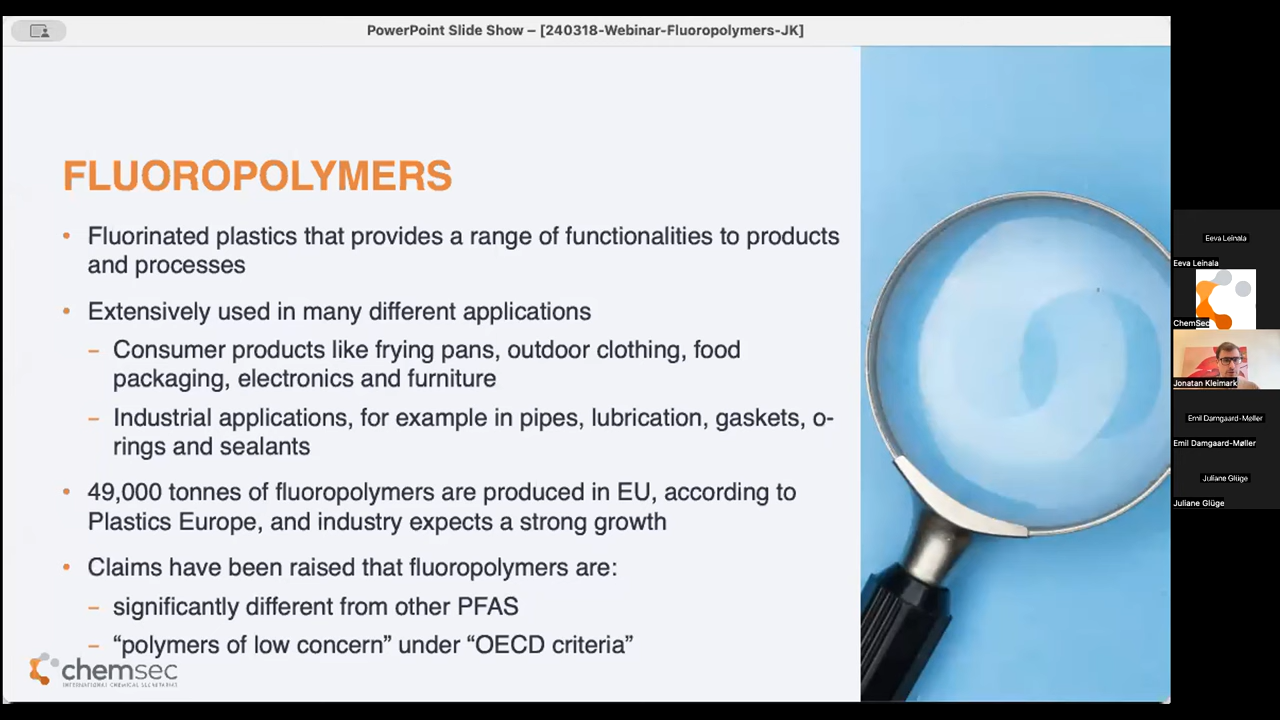 PowerPoint Slide Show – [240318-Webinar-Fluoropolymers-JK]
FLUOROPOLYMERS
• Fluorinated plastics that provides a range of functionalities to products
and processes
• Extensively used in many different applications
– Consumer products like frying pans, outdoor clothing, food
packaging, electronics and furniture
– Industrial applications, for example in pipes, lubrication, gaskets, o-
rings and sealants
• 49,000 tonnes of fluoropolymers are produced in EU, according to
Plastics Europe, and industry expects a strong growth
• Claims have been raised that fluoropolymers are:
– significantly different from other PFAS
– “polymers of low concern” under “OECD criteria”
chemsec
INTERNATIONAL CHEMICAL SECRETARIAT
Eeva Leinala
Eeva Leinala
ChemSec
Jonatan Kleimark
Emil Damgaard-Møller
Emil Damgaard-Møller
Juliane Glüge
Juliane Glüge